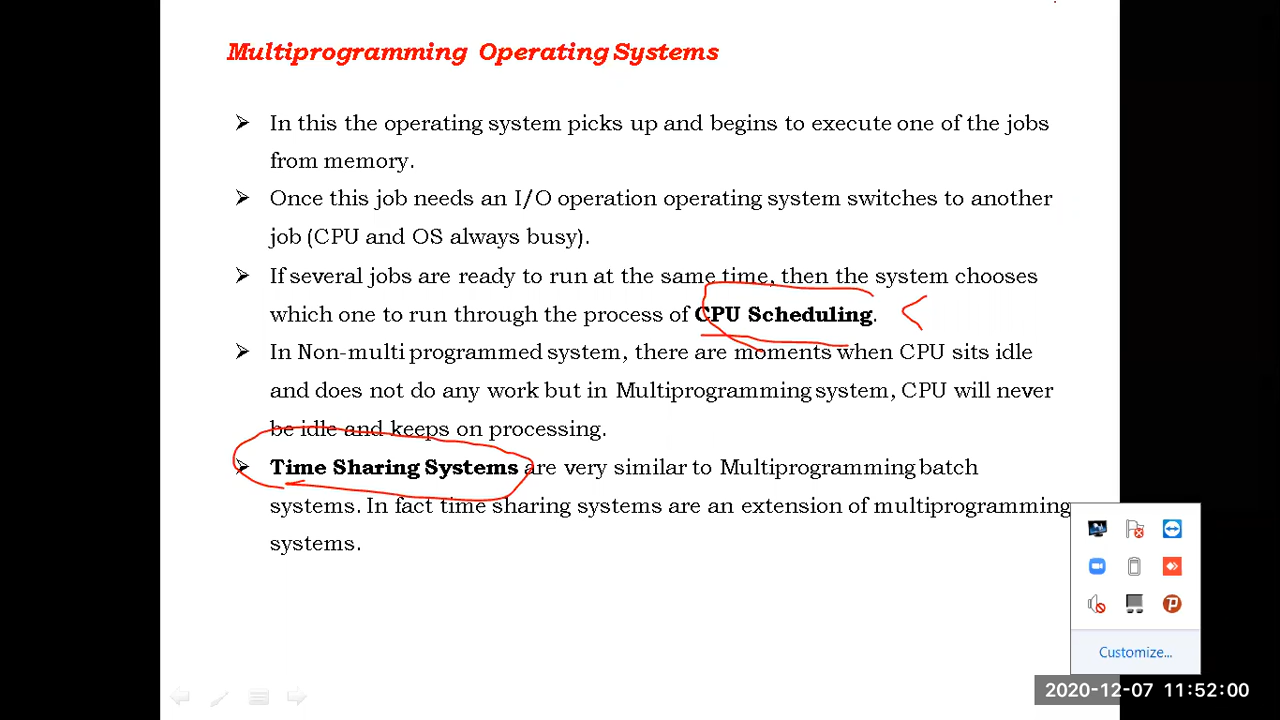 Multiprogramming Operating Systems
In this the operating system picks up and begins to execute one of the jobs
from memory.
Once this job needs an I/O operation operating system switches to another
job (CPU and OS always busy).
If several jobs are ready to run at the same time, then the system chooses
which one to run through the process of CPU Scheduling.
In Non-multi programmed system, there are moments when CPU sits idle
and does not do any work but in Multiprogramming system, CPU will never
be idle and keeps on processing.
Time Sharing Systems are very similar to Multiprogramming batch
systems. In fact time sharing systems are an extension of multiprogramming
systems.
Customize...
2020-12-07 11:52:00